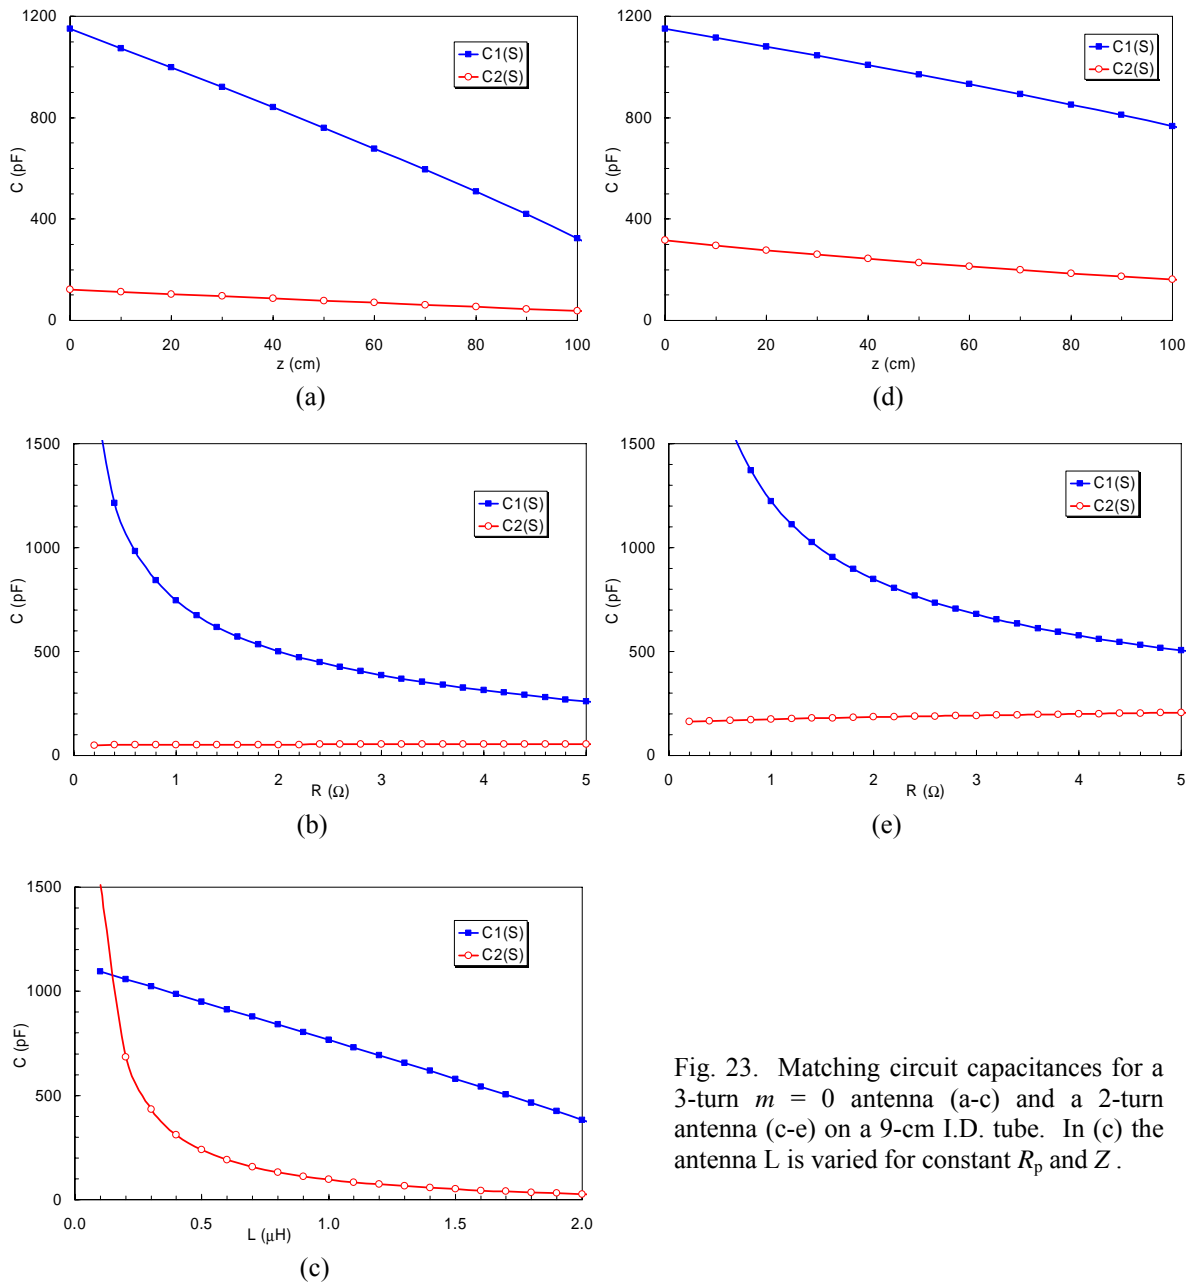 0
400
800
1200
C (pF)
C1(S)
C2(S)
0 20 40 60 80 100
z (cm)
(a)
0
400
800
1200
C (pF)
C1(S)
C2(S)
0 20 40 60 80 100
z (cm)
(d)
0
500
1000
1500
C (pF)
C1(S)
C2(S)
0 1 2 3 4 5
R (Ω)
(b)
0
500
1000
1500
C (pF)
C1(S)
C2(S)
0 1 2 3 4 5
R (Ω)
(e)
0
500
1000
1500
C (pF)
C1(S)
C2(S)
0.0 0.5 1.0 1.5 2.0
L (μH)
(c)
Fig. 23. Matching circuit capacitances for a
3-turn m = 0 antenna (a-c) and a 2-turn
antenna (c-e) on a 9-cm I.D. tube. In (c) the
antenna L is varied for constant Rp and Z .